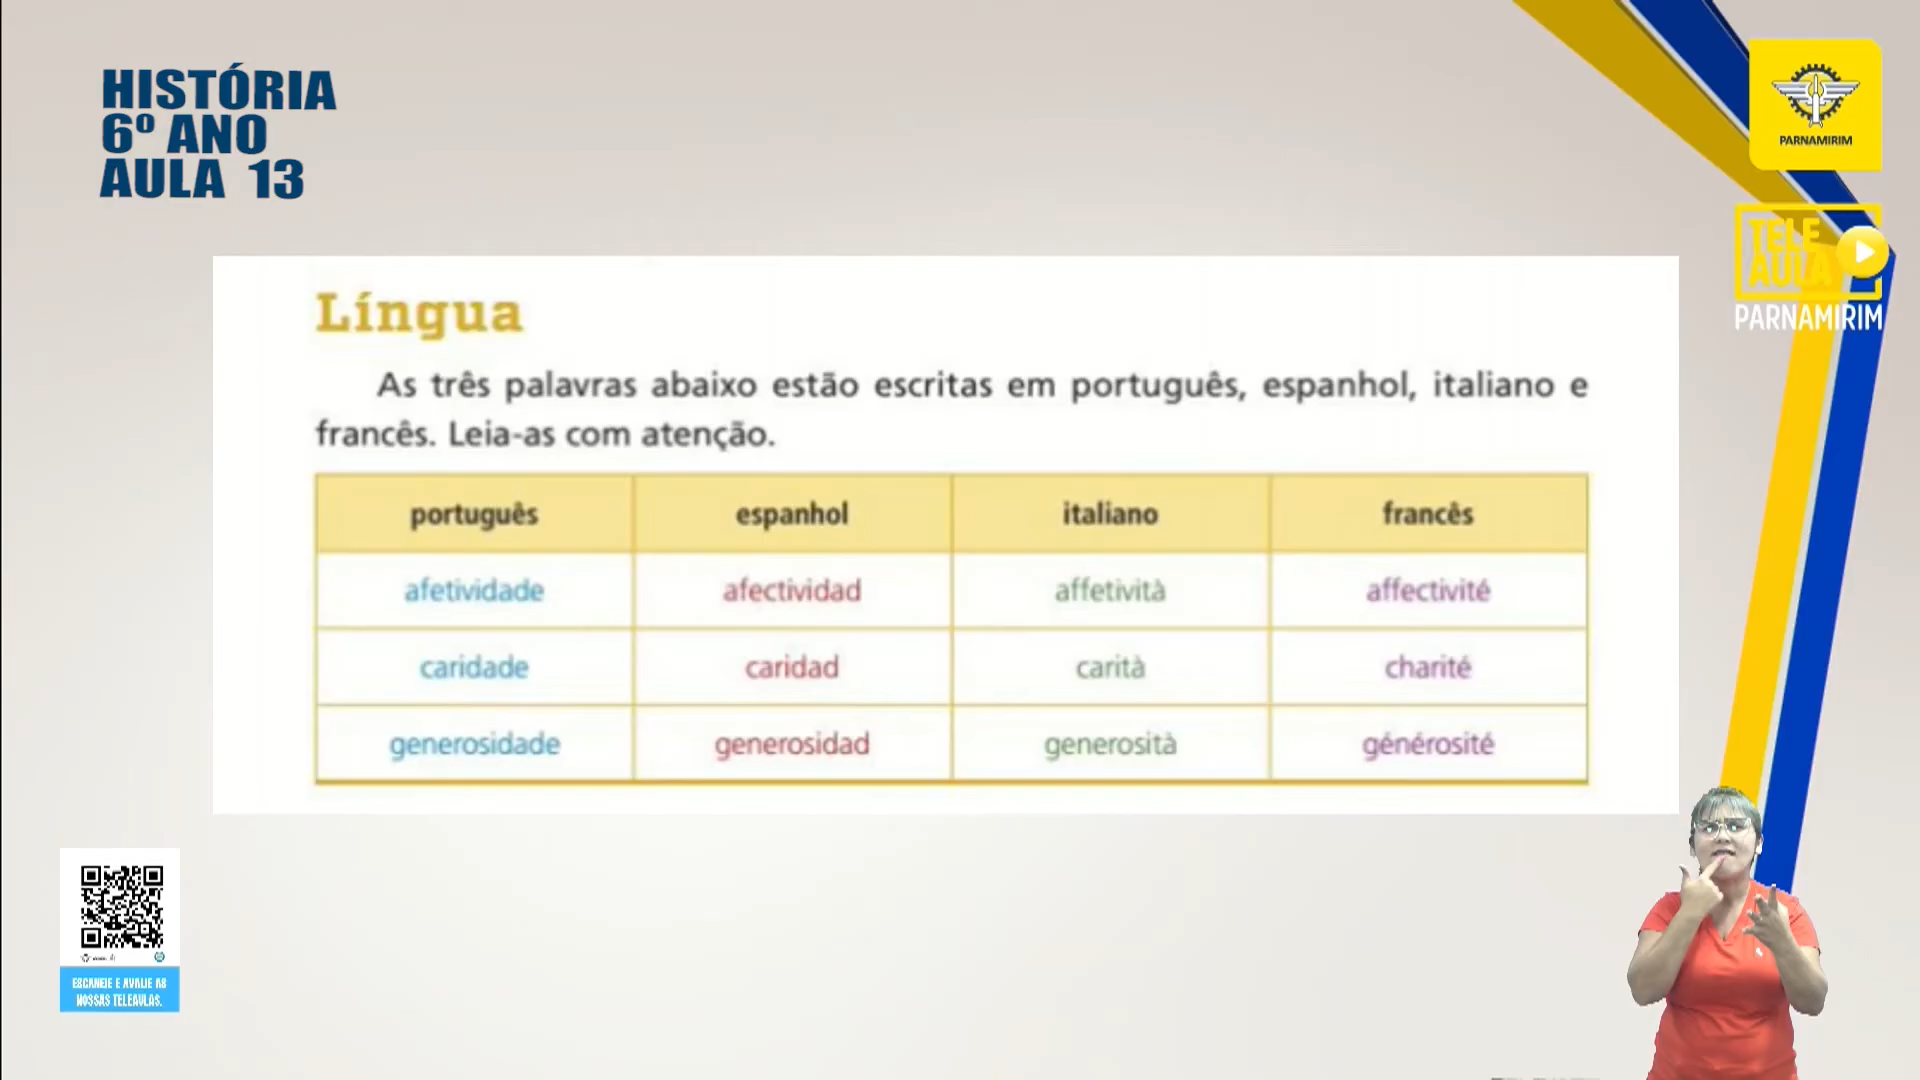 HISTÓRIA
6º ANO
AULA 13
PARNAMIRIM
TELE
AULA
PARNAMIRIM
Língua
As três palavras abaixo estão escritas em português, espanhol, italiano e
francês. Leia-as com atenção.
português espanhol italiano francês
afetividade afectividad affetività affectivité
caridade caridad carità charité
generosidade generosidad generosità générosité
ESCANEIE E AVALIE AS
NOSSAS TELEAULAS.